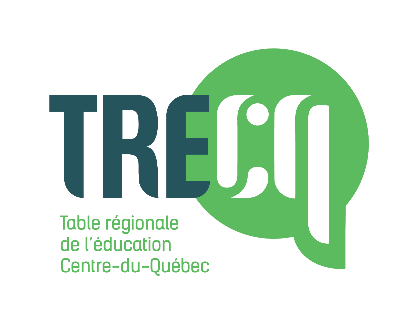 TRECQ
Table régionale
de l'éducation
Centre-du-Québec